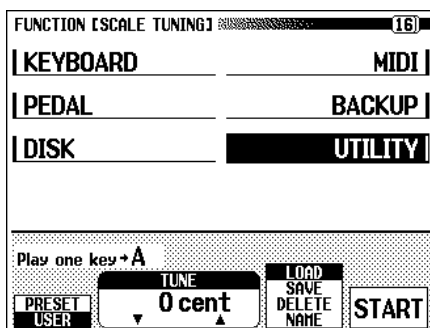 FUNCTION [SCALE TUNING] 16
KEYBOARD MIDI
PEDAL BACKUP
DISK UTILITY
Play one key→A
TUNE
0 cent
▼ ▲
PRESET
USER
LOAD
SAVE
DELETE
NAME
START